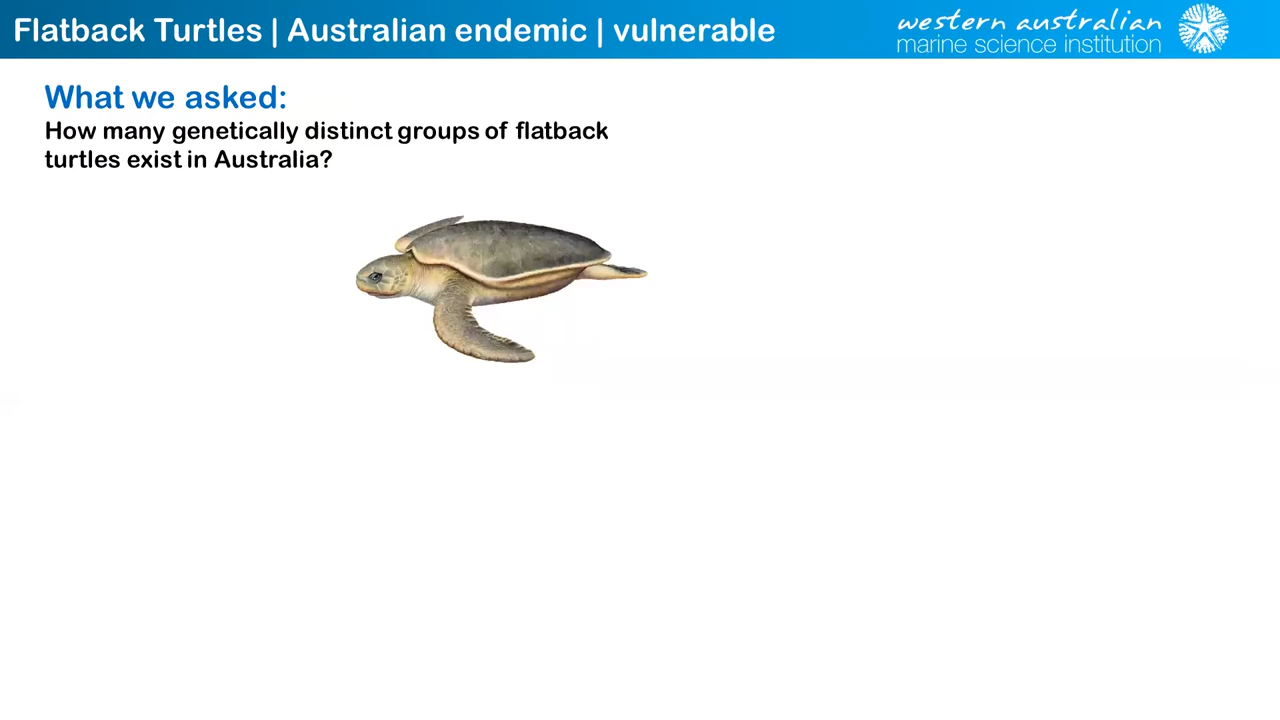 Flatback Turtles | Australian endemic | vulnerable
western australian
marine science institution
What we asked:
How many genetically distinct groups of flatback
turtles exist in Australia?